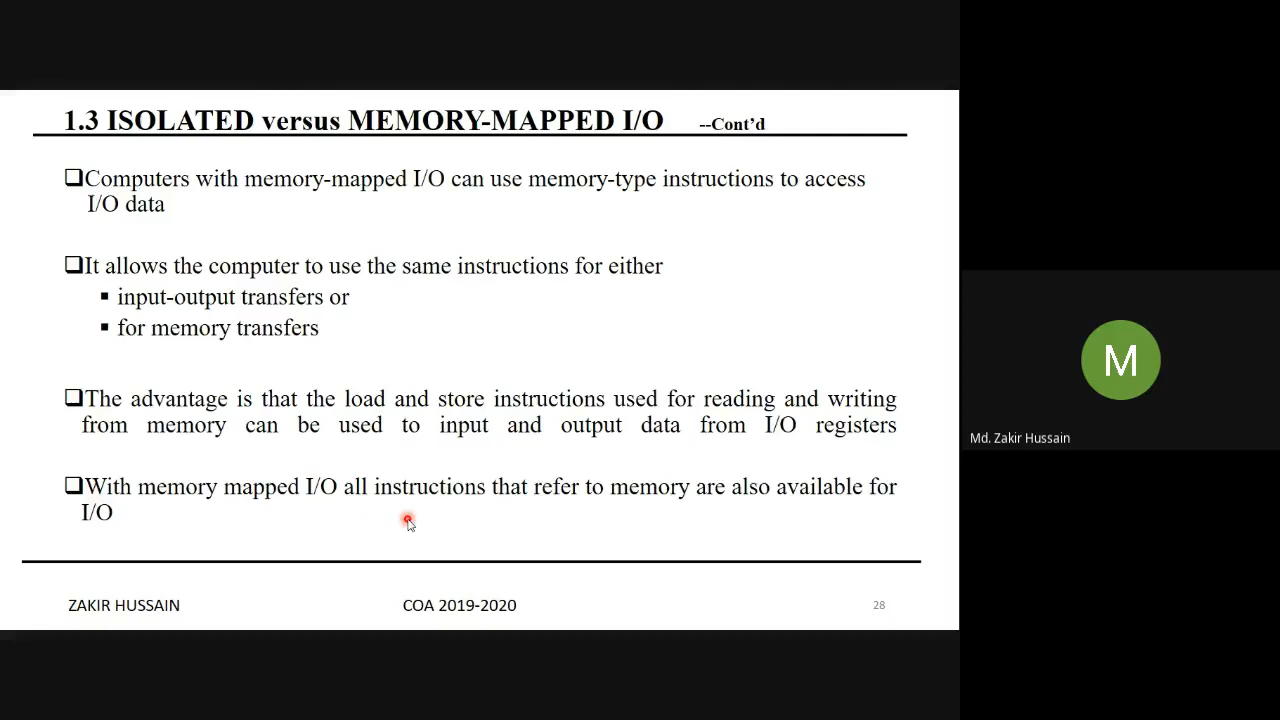 1.3 ISOLATED versus MEMORY-MAPPED I/O --Cont’d
❑Computers with memory-mapped I/O can use memory-type instructions to access
I/O data
❑It allows the computer to use the same instructions for either
▪ input-output transfers or
▪ for memory transfers
❑The advantage is that the load and store instructions used for reading and writing
from memory can be used to input and output data from I/O registers
❑With memory mapped I/O all instructions that refer to memory are also available for
I/O
ZAKIR HUSSAIN COA 2019-2020 28
M
Md. Zakir Hussain